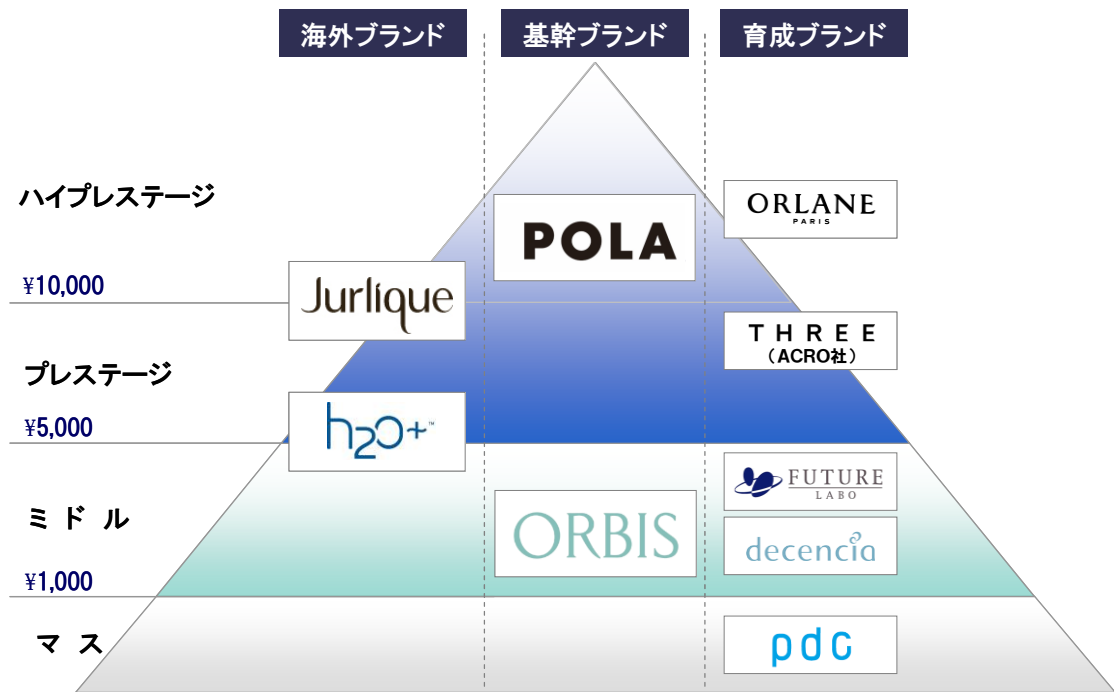 海外ブランド
基幹ブランド
育成ブランド
ハイプレステージ
ORLANE
PARIS
POLA
¥10,000
Jurlique
THREE
(ACRO社)
プレステージ
¥5,000
h2o+™
FUTURE
LABO
ミドル
ORBIS
decencia
¥1,000
マス
pdc